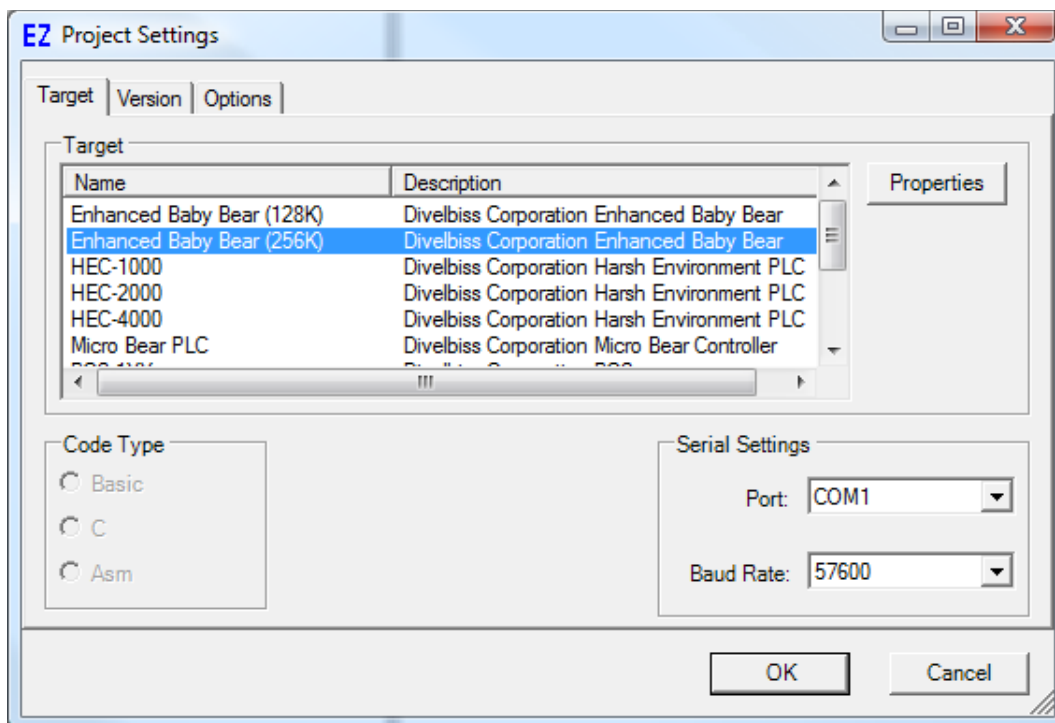 EZ Project Settings
Target Version Options
Target
Name Description
Enhanced Baby Bear (128K) Divelbiss Corporation Enhanced Baby Bear
Enhanced Baby Bear (256K) Divelbiss Corporation Enhanced Baby Bear
HEC-1000 Divelbiss Corporation Harsh Environment PLC
HEC-2000 Divelbiss Corporation Harsh Environment PLC
HEC-4000 Divelbiss Corporation Harsh Environment PLC
Micro Bear PLC Divelbiss Corporation Micro Bear Controller
Properties
Code Type
Basic
C
Asm
Serial Settings
Port: COM1
Baud Rate: 57600
OK Cancel